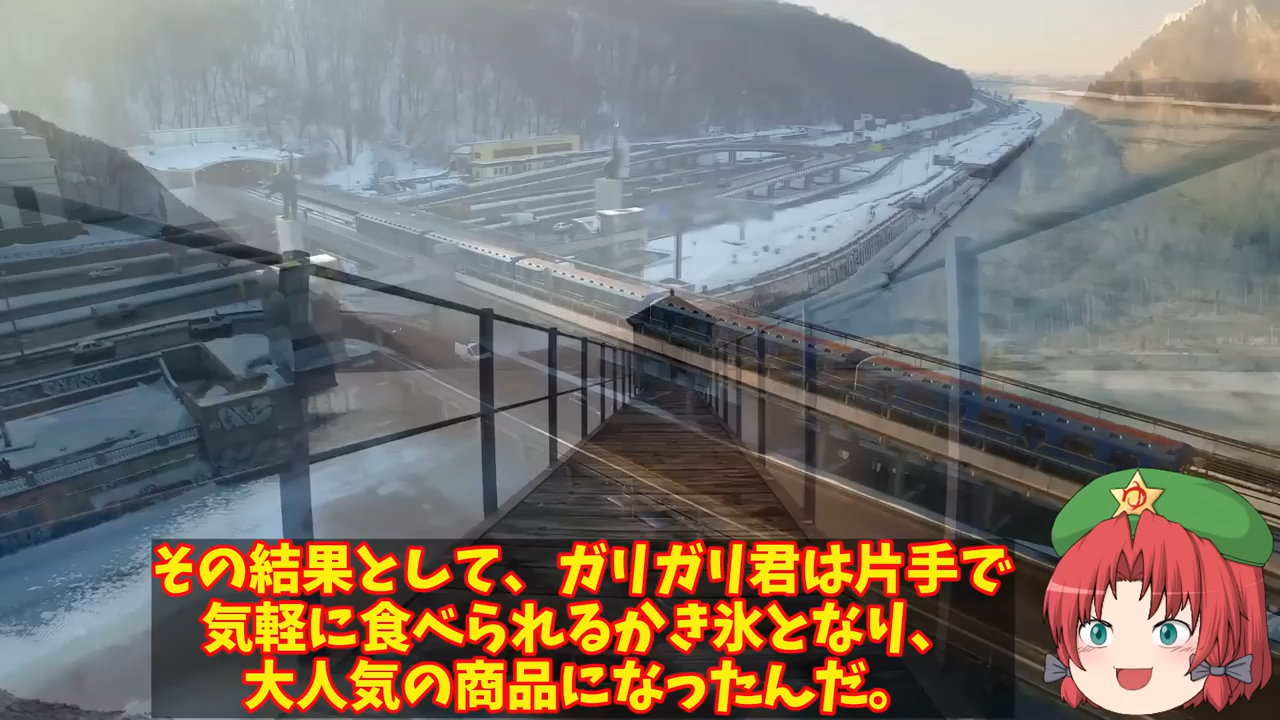 その結果として、ガリガリ君は片手で
気軽に食べられるかき氷となり、
大人気の商品になったんだ。